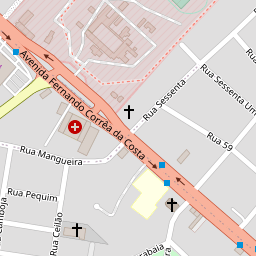 Avenida Fernando Corrêa da Costa
Rua Sessenta
Rua Sessenta Um
Rua 59
Rua Mangueira
Rua Pequim
Rua Ceilão